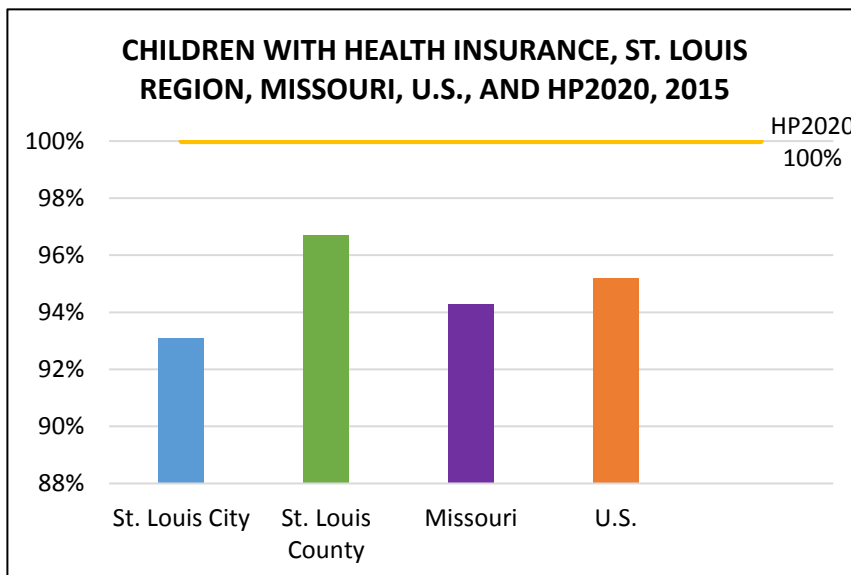 CHILDREN WITH HEALTH INSURANCE, ST. LOUIS
REGION, MISSOURI, U.S., AND HP2020, 2015
HP2020
100%
100%
98%
96%
94%
92%
90%
88%
St. Louis City
St. Louis
County
Missouri
U.S.